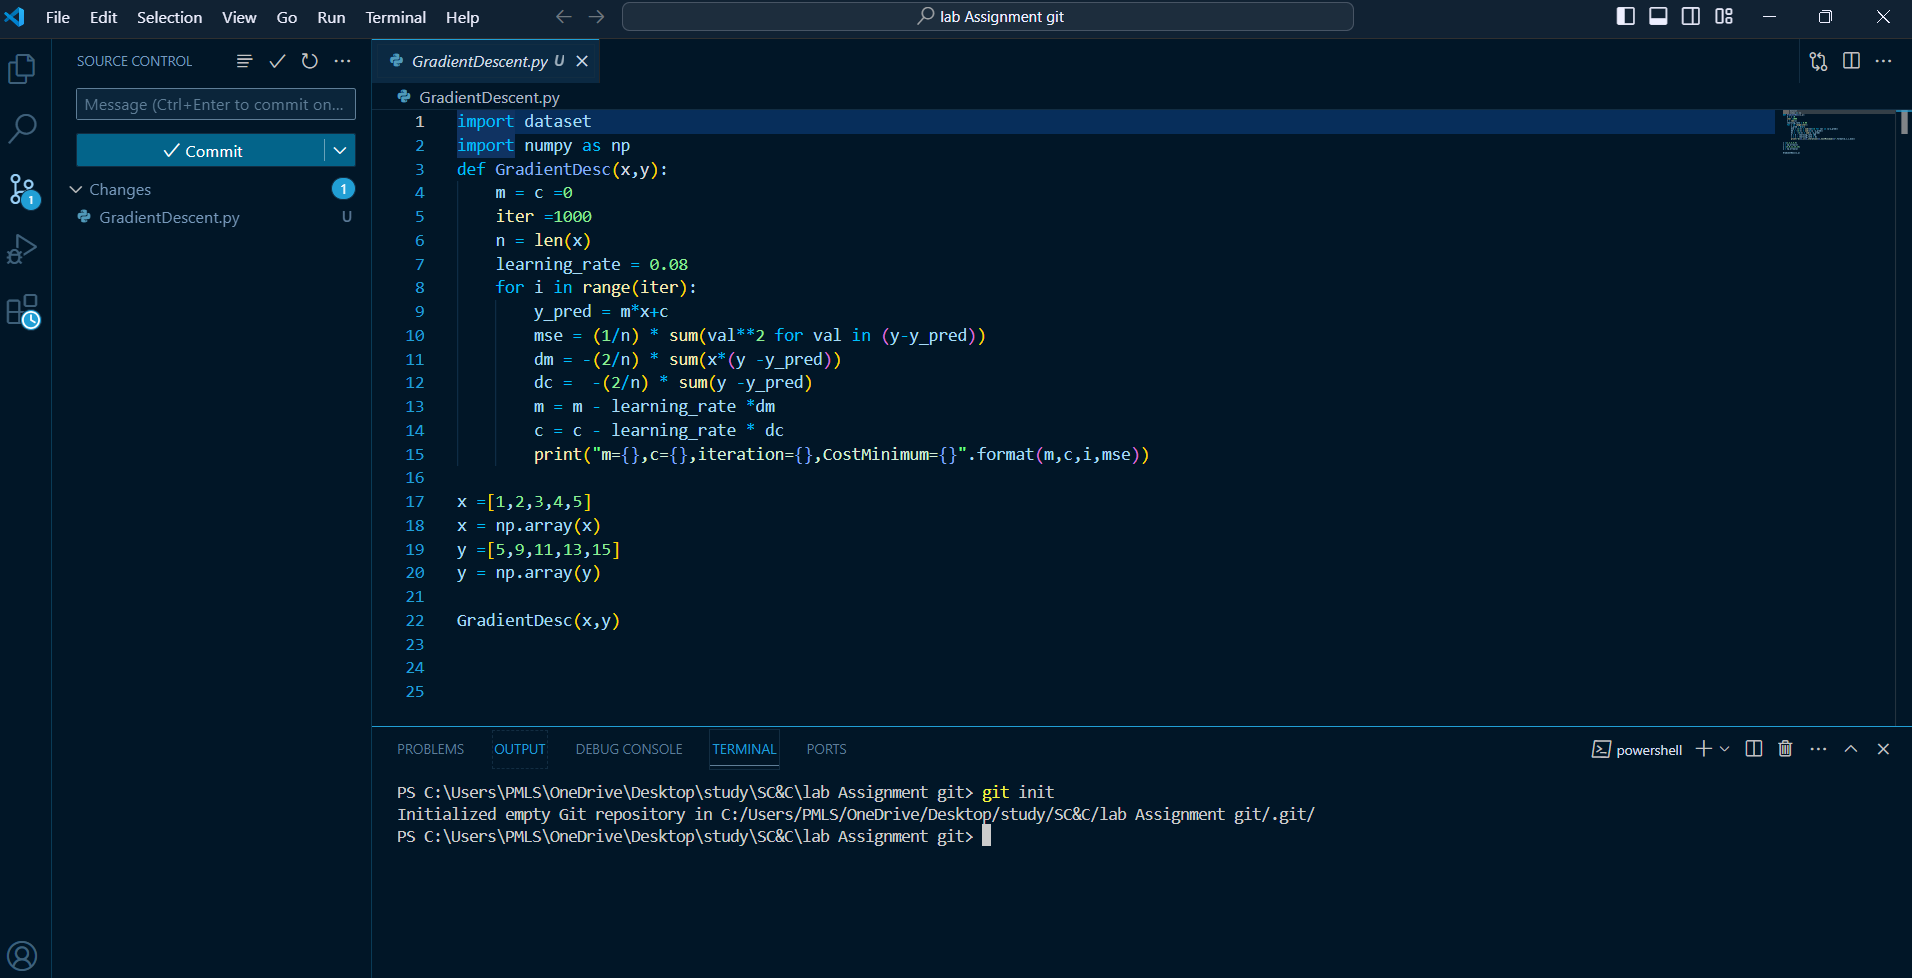 File Edit Selection View Go Run Terminal Help
lab Assignment git
SOURCE CONTROL
Message (Ctrl+Enter to commit on...
Commit
Changes 1
GradientDescent.py U
1
GradientDescent.py U
GradientDescent.py
1 import dataset
2 import numpy as np
3 def GradientDesc(x,y):
4     m = c =0
5     iter =1000
6     n = len(x)
7     learning_rate = 0.08
8     for i in range(iter):
9         y_pred = m*x+c
10         mse = (1/n) * sum(val**2 for val in (y-y_pred))
11         dm = -(2/n) * sum(x*(y -y_pred))
12         dc =  -(2/n) * sum(y -y_pred)
13         m = m - learning_rate *dm
14         c = c - learning_rate * dc
15         print("m={},c={},iteration={},CostMinimum={}".format(m,c,i,mse))
16
17 x =[1,2,3,4,5]
18 x = np.array(x)
19 y =[5,9,11,13,15]
20 y = np.array(y)
21
22 GradientDesc(x,y)
23
24
25
PROBLEMS OUTPUT DEBUG CONSOLE TERMINAL PORTS
powershell
PS C:\Users\PMLS\OneDrive\Desktop\study\SC&C\lab Assignment git> git init
Initialized empty Git repository in C:/Users/PMLS/OneDrive/Desktop/study/SC&C/lab Assignment git/.git/
PS C:\Users\PMLS\OneDrive\Desktop\study\SC&C\lab Assignment git>